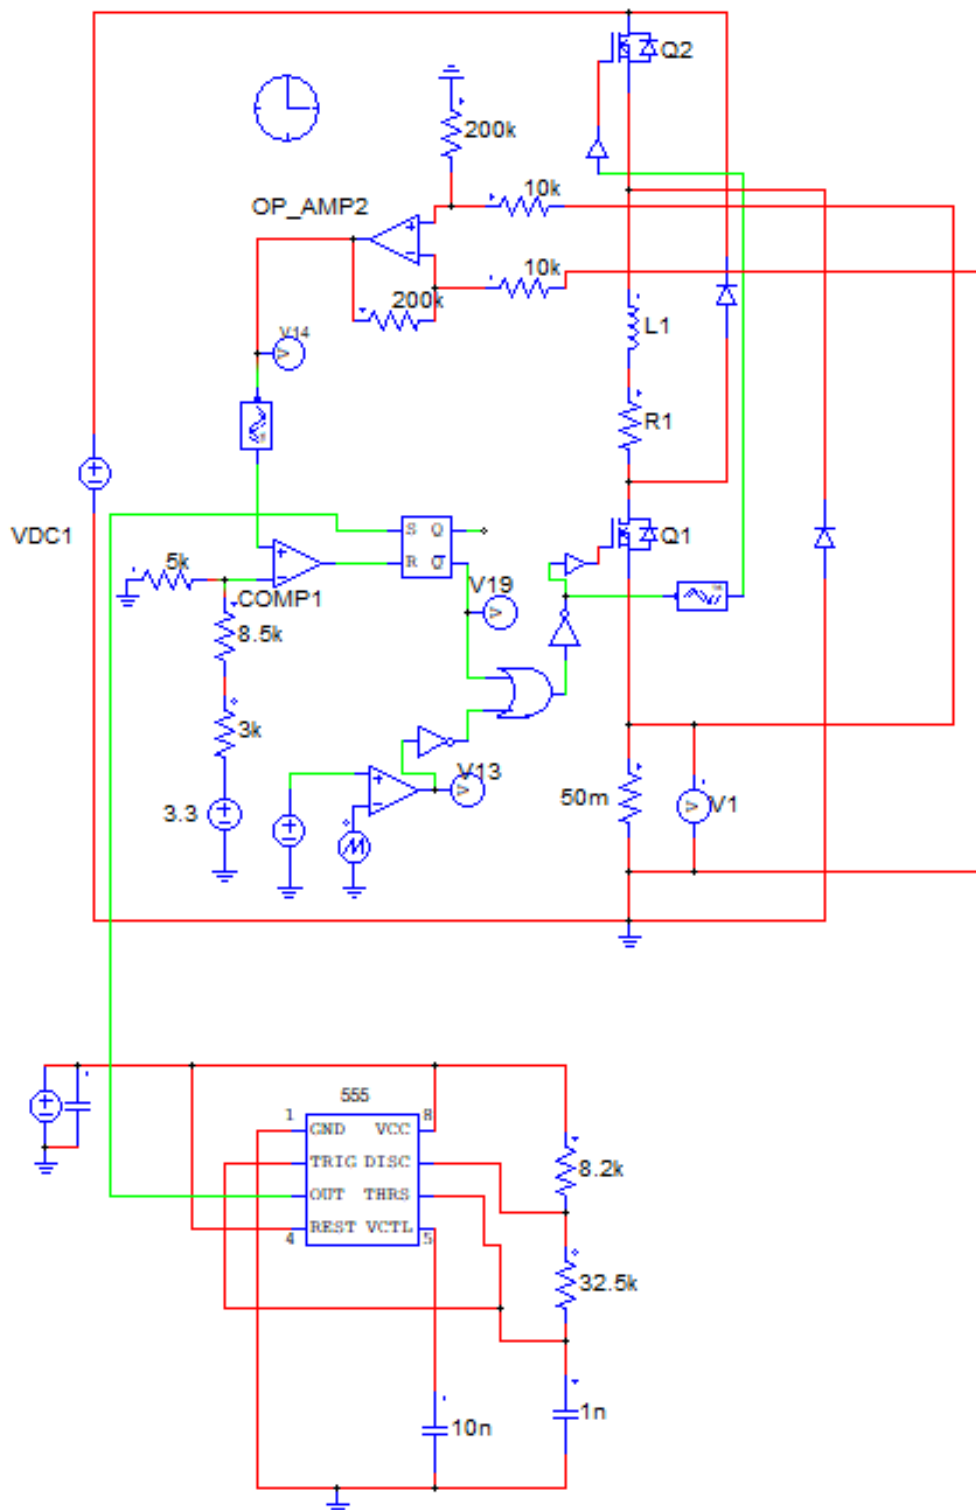 Q2
200k
10k
OP_AMP2
10k
200k
L1
V14
R1
VDC1
S Q
Q1
R Q
5k
V19
COMP1
8.5k
3k
V13
50m
V1
3.3
555
1 8
GND VCC
TRIG DISC
8.2k
OUT THRS
REST VCTL
4 5
32.5k
10n
1n